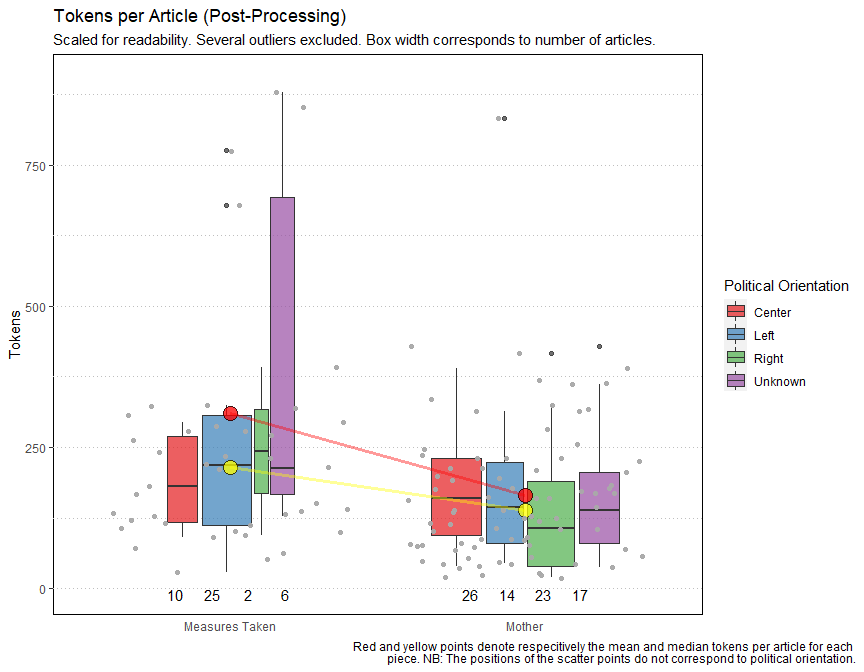 Tokens per Article (Post-Processing)
Scaled for readability. Several outliers excluded. Box width corresponds to number of articles.
Tokens
750
500
250
0
10 25 2 6 26 14 23 17
Measures Taken Mother
Political Orientation
Center
Left
Right
Unknown
Red and yellow points denote respecitively the mean and median tokens per article for each
piece. NB: The positions of the scatter points do not correspond to political orientation.